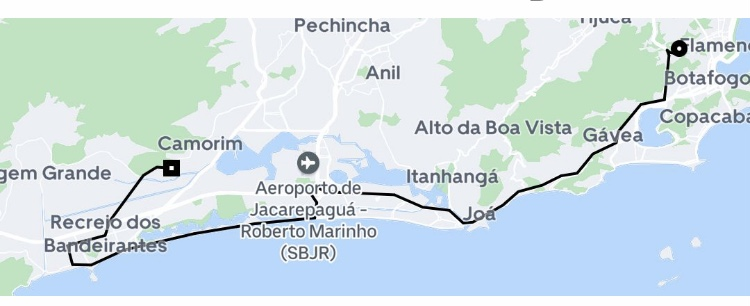 Tijuca
Pechincha
Flamen
Anil
Botafogo
Copacaba
Alto da Boa Vista
Gávea
Camorim
gem Grande
Itanhangá
Aeroporto de
Jacarepaguá -
Roberto Marinho
(SBJR)
Joá
Recreio dos
Bandeirantes